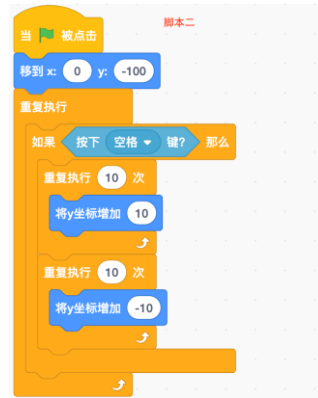 脚本二
当 被点击
移到 x: 0 y: -100
重复执行
如果 按下 空格 键? 那么
重复执行 10 次
将y坐标增加 10
重复执行 10 次
将y坐标增加 -10